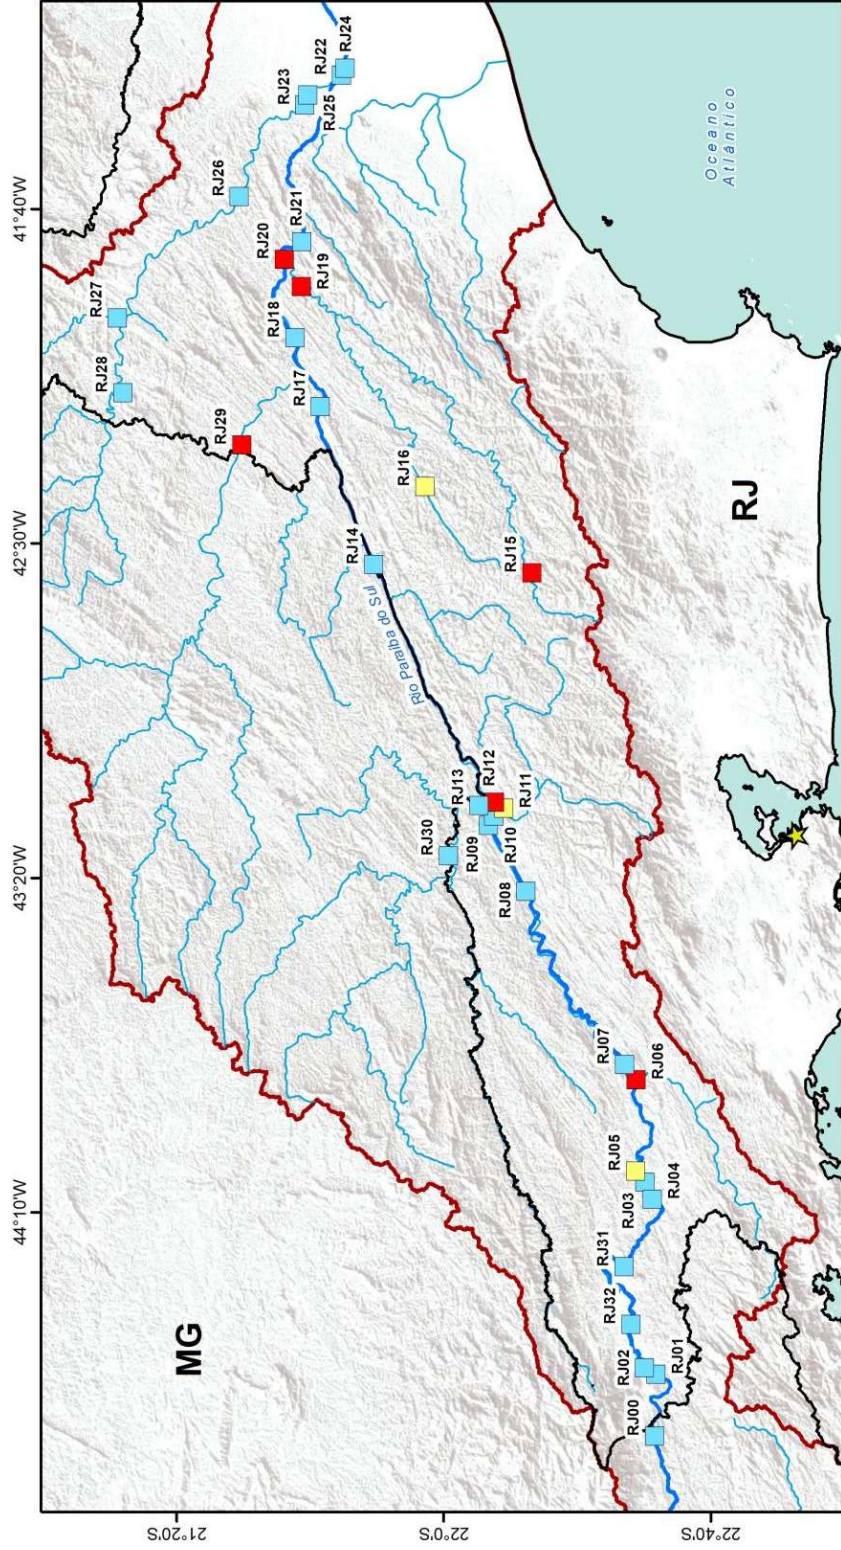 44°10'W
43°20'W
42°30'W
41°40'W
21°20'S
22°0'S
22°40'S
MG
RJ
RJ00
RJ01
RJ02
RJ32
RJ31
RJ03
RJ04
RJ05
RJ06
RJ07
RJ08
RJ09
RJ10
RJ30
RJ13
RJ12
RJ11
Rio Paraíba do Sul
RJ14
RJ15
RJ16
RJ29
RJ17
RJ18
RJ28
RJ27
RJ19
RJ20
RJ21
RJ26
RJ23
RJ25
RJ22
RJ24
Oceano
Atlântico